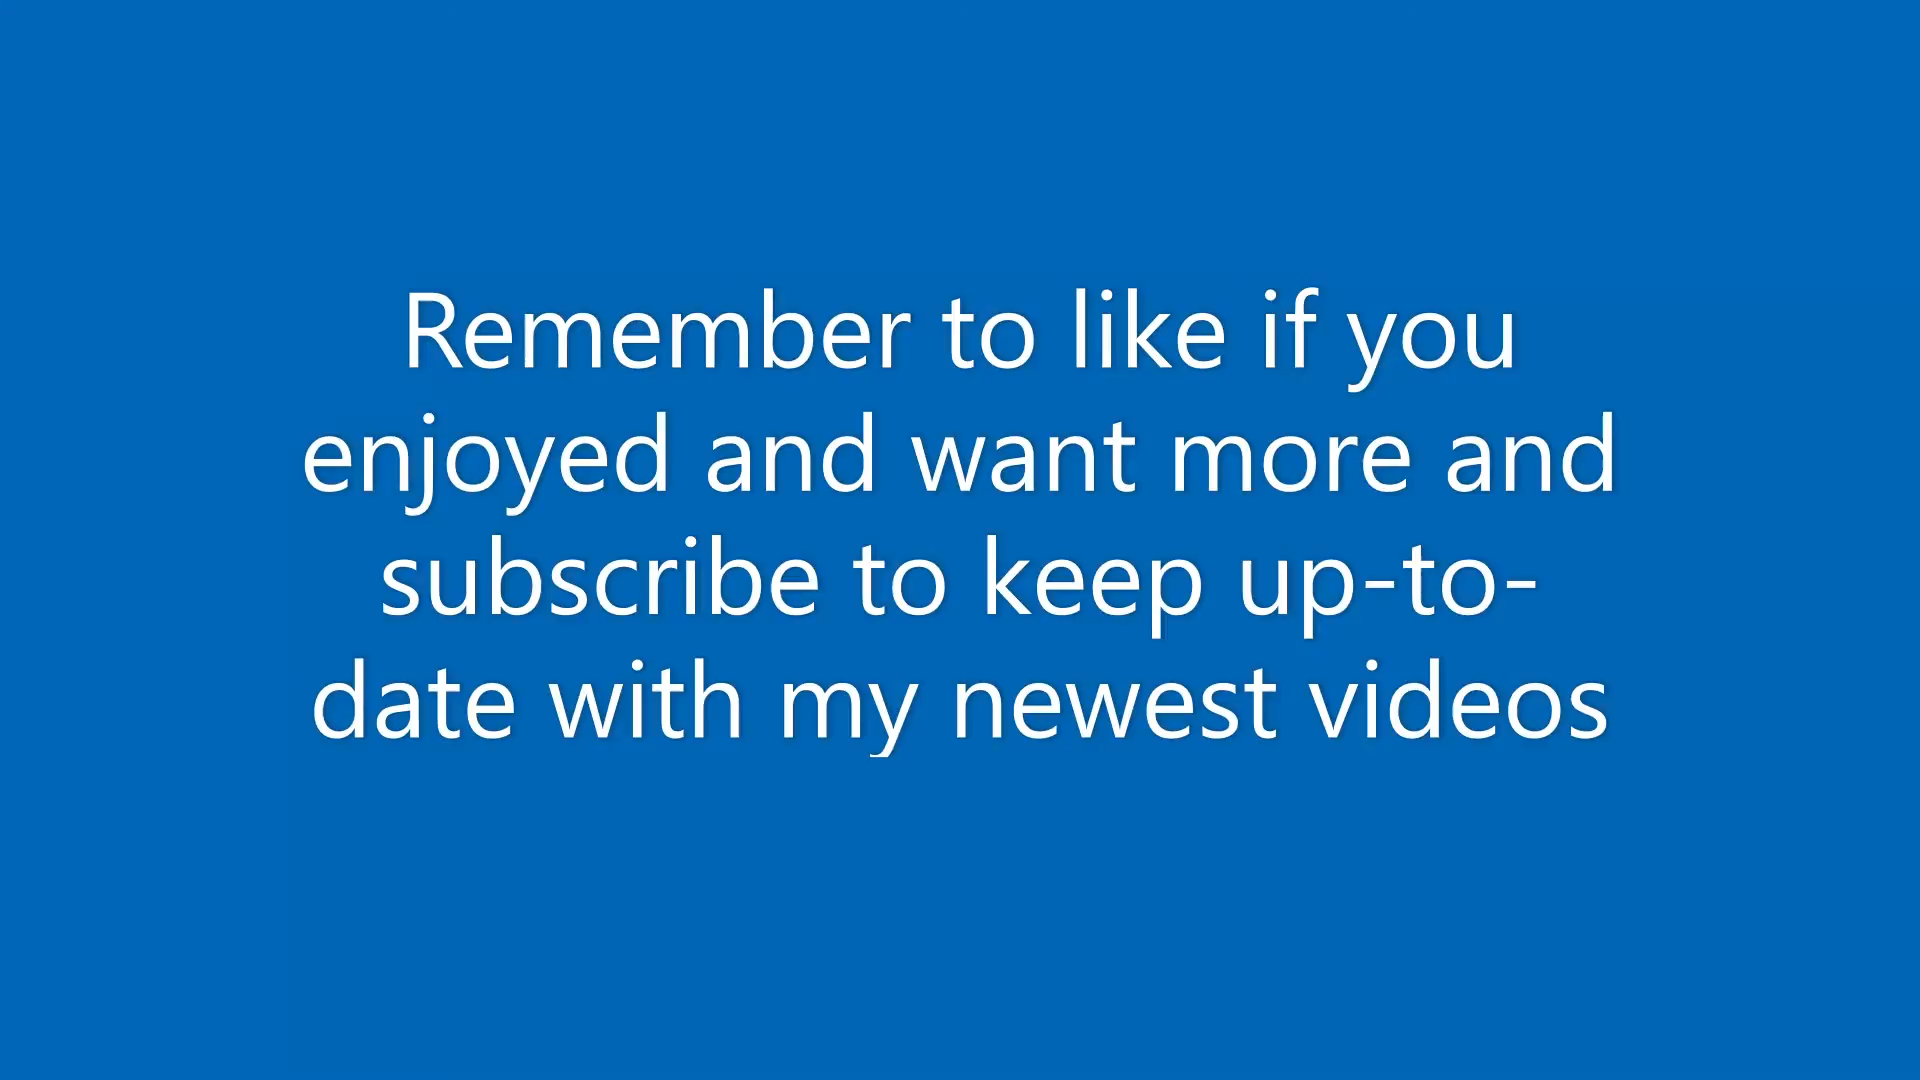 Remember to like if you
enjoyed and want more and
subscribe to keep up-to-
date with my newest videos